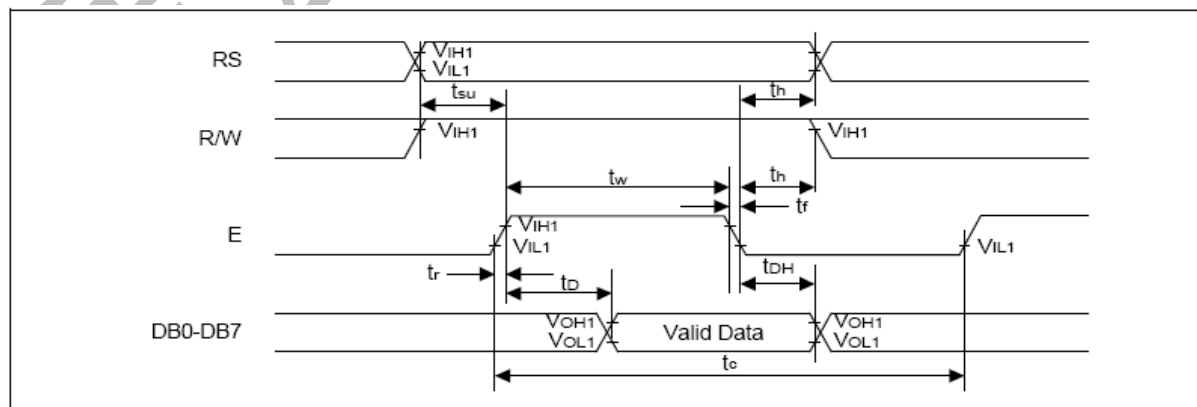 RS
VIH1
VIL1
tsu
th
R/W
VIH1
VIH1
tw
th
tf
E
VIH1
VIL1
VIL1
tr
tD
tDH
DB0-DB7
VOH1
VOL1
Valid Data
VOH1
VOL1
tc